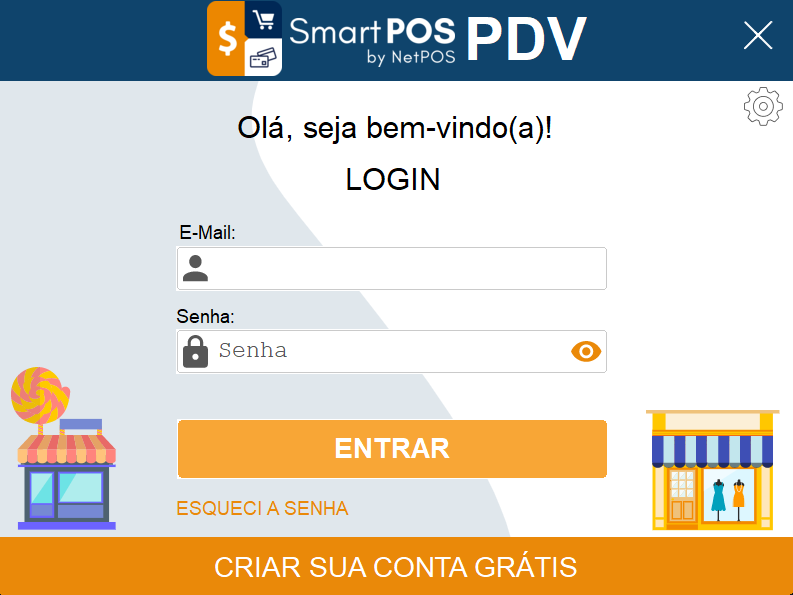 $ SmartPOS PDV
by NetPOS
Olá, seja bem-vindo(a)!
LOGIN
E-Mail:
Senha:
Senha
ENTRAR
ESQUECI A SENHA
CRIAR SUA CONTA GRÁTIS